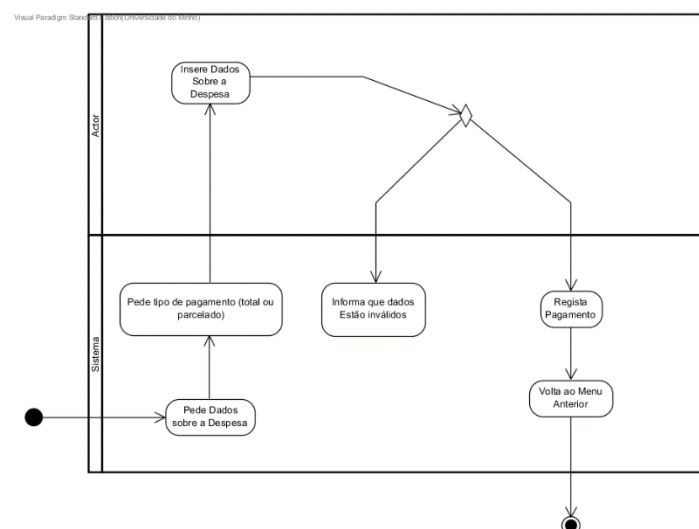 Visual Paradigm Standard Edition(Universidade do Minho)
Insere Dados
Sobre a
Despesa
Actor
Pede tipo de pagamento (total ou
parcelado)
Informa que dados
Estão inválidos
Regista
Pagamento
Sistema
Pede Dados
sobre a Despesa
Volta ao Menu
Anterior